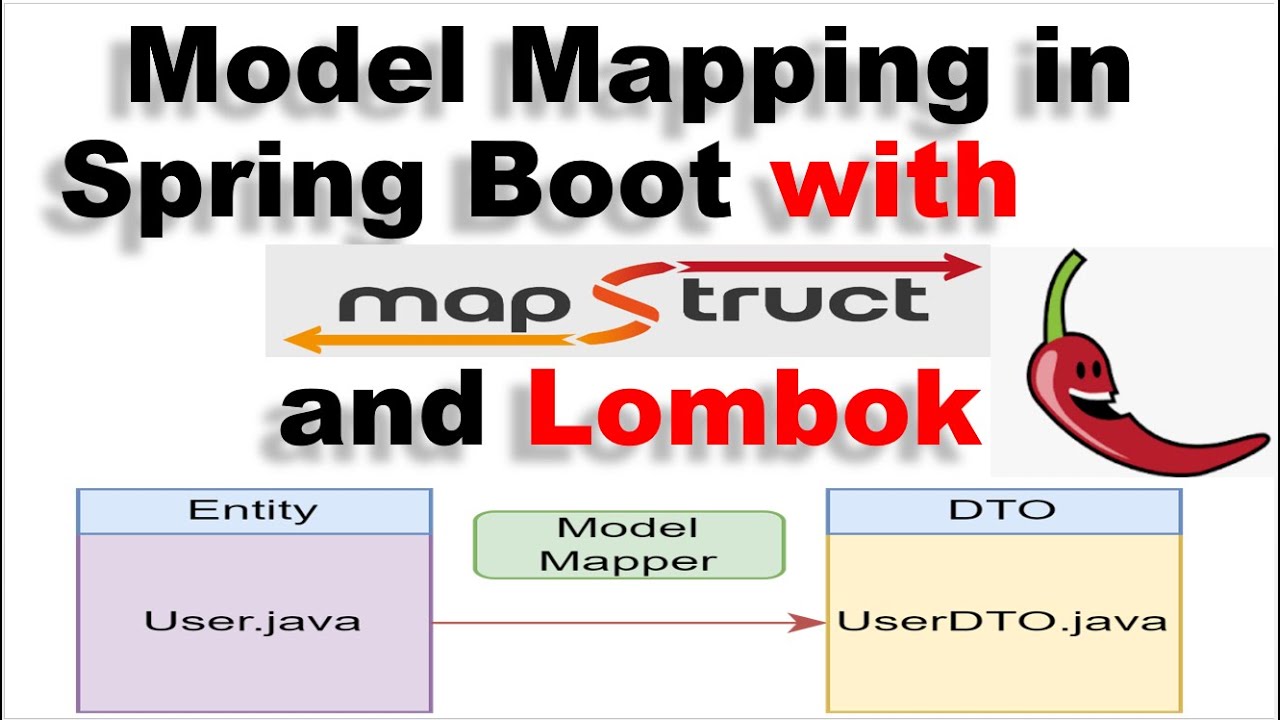 Model Mapping in
Spring Boot with
mapstruct
and Lombok
Entity
Model
Mapper
DTO
User.java
UserDTO.java